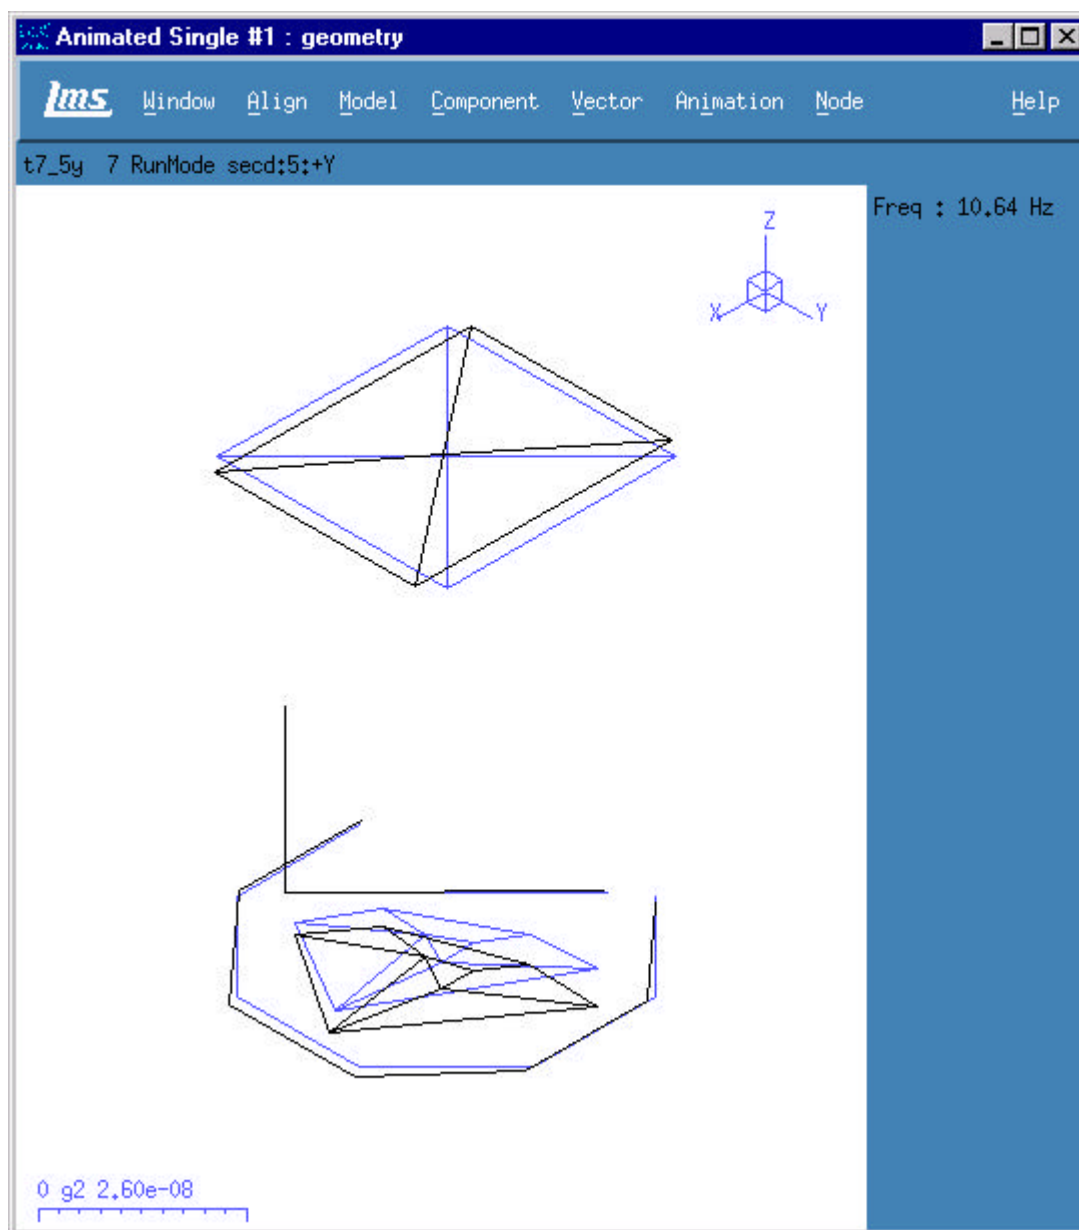 Animated Single #1 : geometry
lms Window Align Model Component Vector Animation Node Help
t7_5y 7 RunMode secd:5:+Y
Freq : 10.64 Hz
Z
X Y
0 g2 2.60e-08